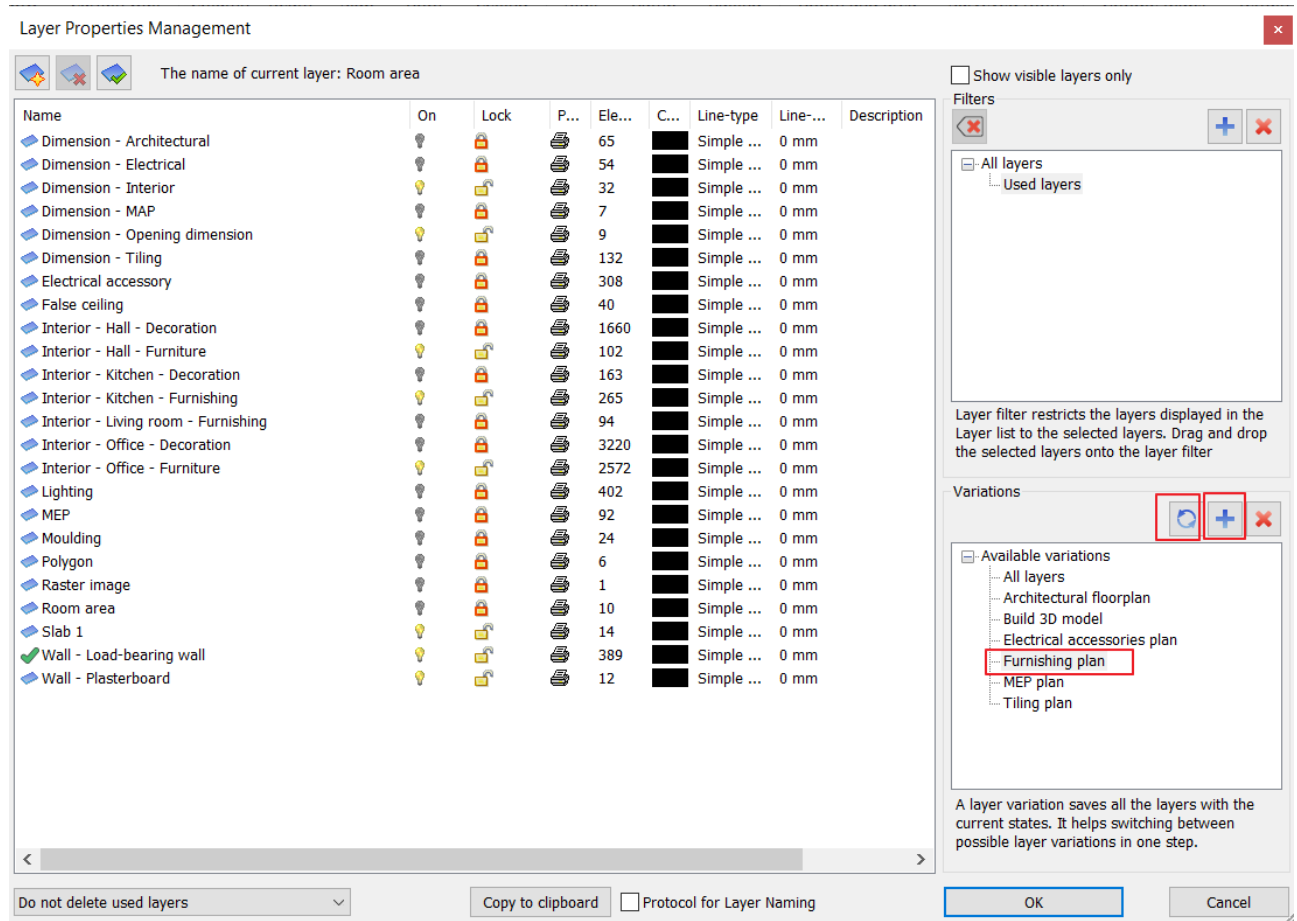 Layer Properties Management
The name of current layer: Room area
Show visible layers only
Name On Lock P... Ele... C... Line-type Line-... Description
Dimension - Architectural 65 Simple ... 0 mm
Dimension - Electrical 54 Simple ... 0 mm
Dimension - Interior 32 Simple ... 0 mm
Dimension - MAP 7 Simple ... 0 mm
Dimension - Opening dimension 9 Simple ... 0 mm
Dimension - Tiling 132 Simple ... 0 mm
Electrical accessory 308 Simple ... 0 mm
False ceiling 40 Simple ... 0 mm
Interior - Hall - Decoration 1660 Simple ... 0 mm
Interior - Hall - Furniture 102 Simple ... 0 mm
Interior - Kitchen - Decoration 163 Simple ... 0 mm
Interior - Kitchen - Furnishing 265 Simple ... 0 mm
Interior - Living room - Furnishing 94 Simple ... 0 mm
Interior - Office - Decoration 3220 Simple ... 0 mm
Interior - Office - Furniture 2572 Simple ... 0 mm
Lighting 402 Simple ... 0 mm
MEP 92 Simple ... 0 mm
Moulding 24 Simple ... 0 mm
Polygon 6 Simple ... 0 mm
Raster image 1 Simple ... 0 mm
Room area 10 Simple ... 0 mm
Slab 1 14 Simple ... 0 mm
Wall - Load-bearing wall 389 Simple ... 0 mm
Wall - Plasterboard 12 Simple ... 0 mm
Filters
All layers
Used layers
Layer filter restricts the layers displayed in the
Layer list to the selected layers. Drag and drop
the selected layers onto the layer filter
Variations
Available variations
All layers
Architectural floorplan
Build 3D model
Electrical accessories plan
Furnishing plan
MEP plan
Tiling plan
A layer variation saves all the layers with the
current states. It helps switching between
possible layer variations in one step.
Do not delete used layers
Copy to clipboard
Protocol for Layer Naming
OK
Cancel